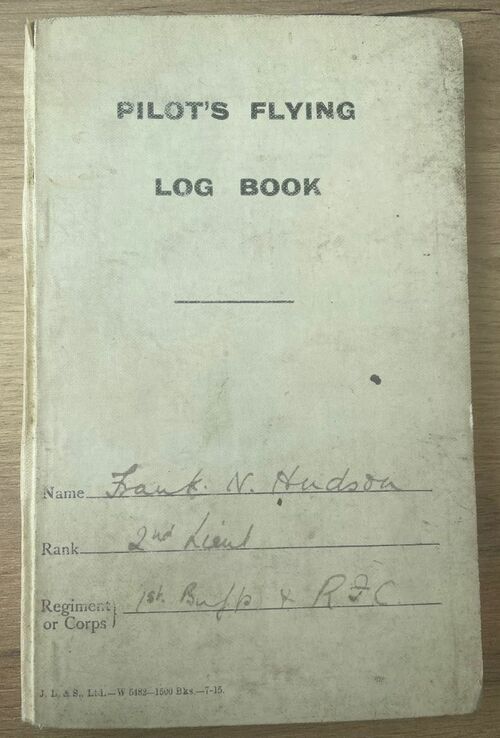 PILOT'S FLYING
LOG BOOK
Name Frank. N. Hudson
Rank 2nd Lieut
Regiment or Corps } 1st. Buffs & R F C.
J. L. & S., Ltd.—W 5482—1500 Bks.—7-15.